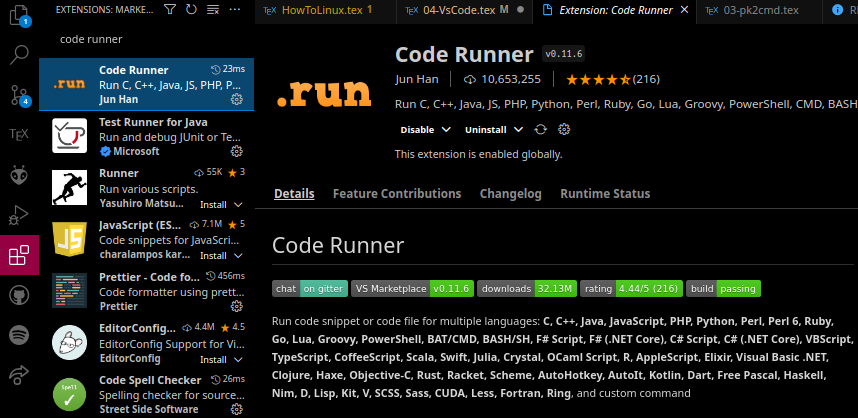 EXTENSIONS: MARKE...
code runner
1
4
TEX
Code Runner 23ms
Run C, C++, Java, JS, PHP, P...
Jun Han
.run
Test Runner for Java
Run and debug JUnit or Te...
Microsoft
Runner 55K 3
Run various scripts.
Yasuhiro Matsu... Install
JS
JavaScript (ES... 7.1M 5
Code snippets for JavaScri...
charalampos kar... Install
Prettier - Code fo... 456ms
Code formatter using prett...
Prettier
EditorConfig... 4.4M 4.5
EditorConfig Support for Vi...
EditorConfig Install
Spell
Code Spell Checker 26ms
Spelling checker for source...
Street Side Software
TEX HowToLinux.tex 1 TEX 04-VsCode.tex M Extension: Code Runner TEX 03-pk2cmd.tex RE
.run
Code Runner v0.11.6
Jun Han 10,653,255 (216)
Run C, C++, Java, JS, PHP, Python, Perl, Ruby, Go, Lua, Groovy, PowerShell, CMD, BASH
Disable Uninstall
This extension is enabled globally.
Details Feature Contributions Changelog Runtime Status
Code Runner
chat on gitter VS Marketplace v0.11.6 downloads 32.13M rating 4.44/5 (216) build passing
Run code snippet or code file for multiple languages: C, C++, Java, JavaScript, PHP, Python, Perl, Perl 6, Ruby,
Go, Lua, Groovy, PowerShell, BAT/CMD, BASH/SH, F# Script, F# (.NET Core), C# Script, C# (.NET Core), VBScript,
TypeScript, CoffeeScript, Scala, Swift, Julia, Crystal, OCaml Script, R, AppleScript, Elixir, Visual Basic .NET,
Clojure, Haxe, Objective-C, Rust, Racket, Scheme, AutoHotkey, AutoIt, Kotlin, Dart, Free Pascal, Haskell,
Nim, D, Lisp, Kit, V, SCSS, Sass, CUDA, Less, Fortran, Ring, and custom command